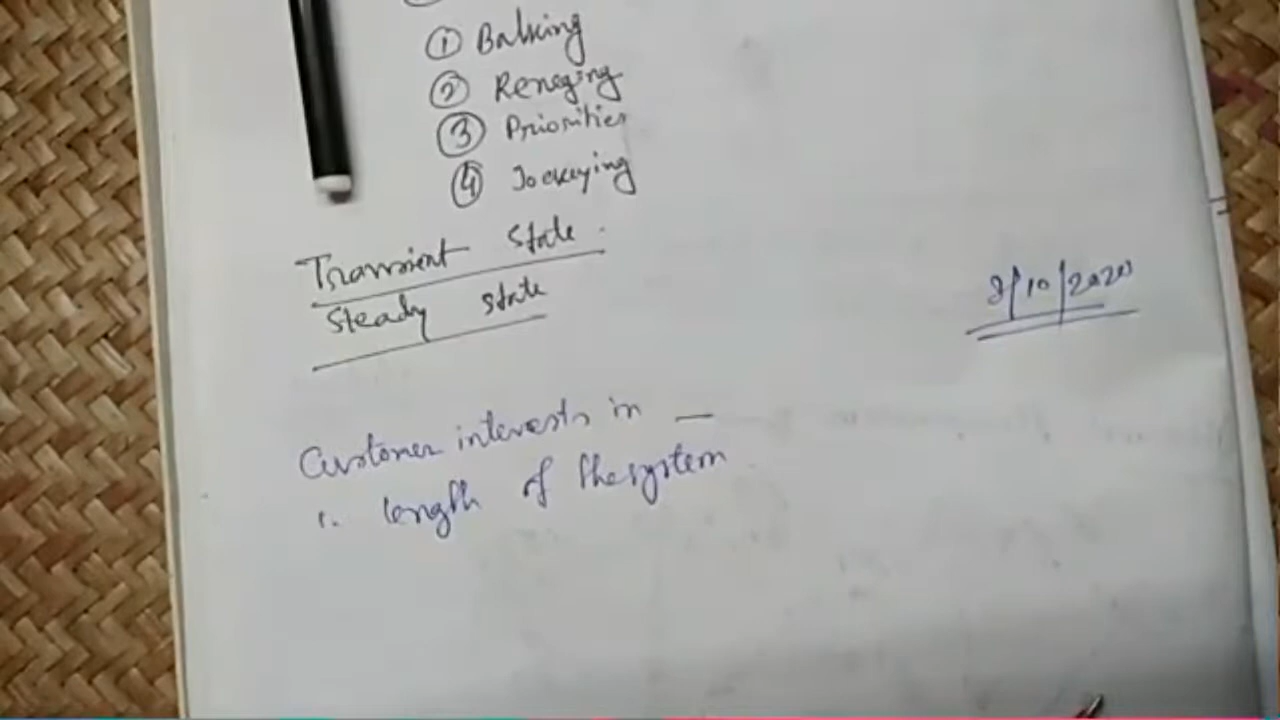 ① Balking
② Reneging
③ Priorities
④ Jockeying
Transient state.
Steady state
8/10/2020
Customer interests in —
1. length of the system